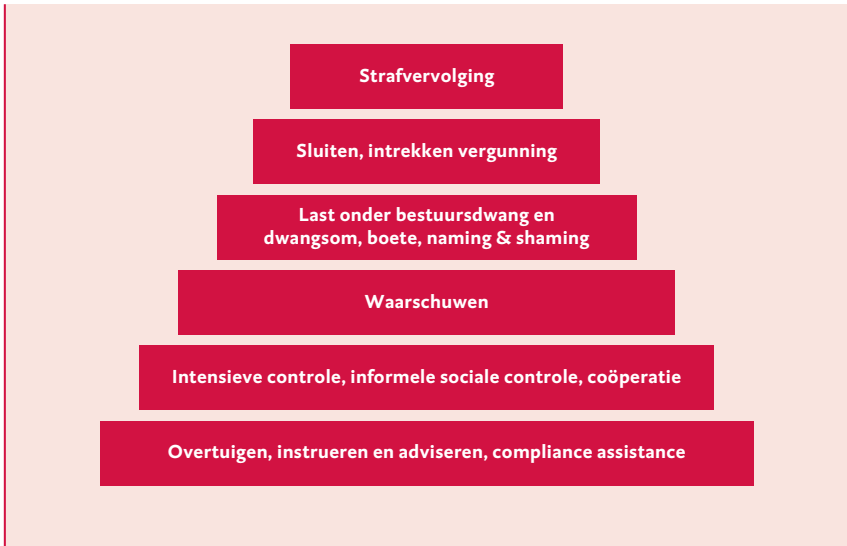 Strafvervolging
Sluiten, intrekken vergunning
Last onder bestuursdwang en
dwangsom, boete, naming & shaming
Waarschuwen
Intensieve controle, informele sociale controle, coöperatie
Overtuigen, instrueren en adviseren, compliance assistance